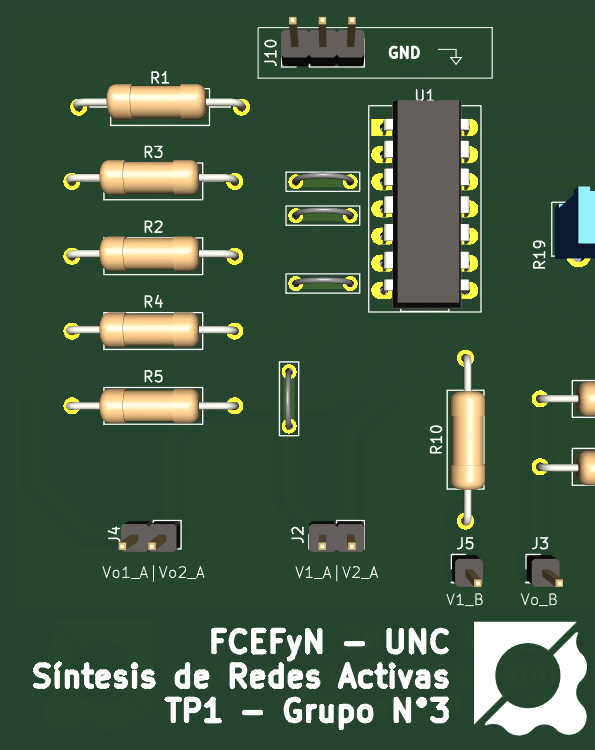 J10
GND
R1
U1
R3
R2
R19
R4
R5
R10
J4
J2
J5
J3
Vo1_A|Vo2_A
V1_A|V2_A
V1_B
Vo_B
FCEFyN - UNC
Síntesis de Redes Activas
TP1 - Grupo N°3